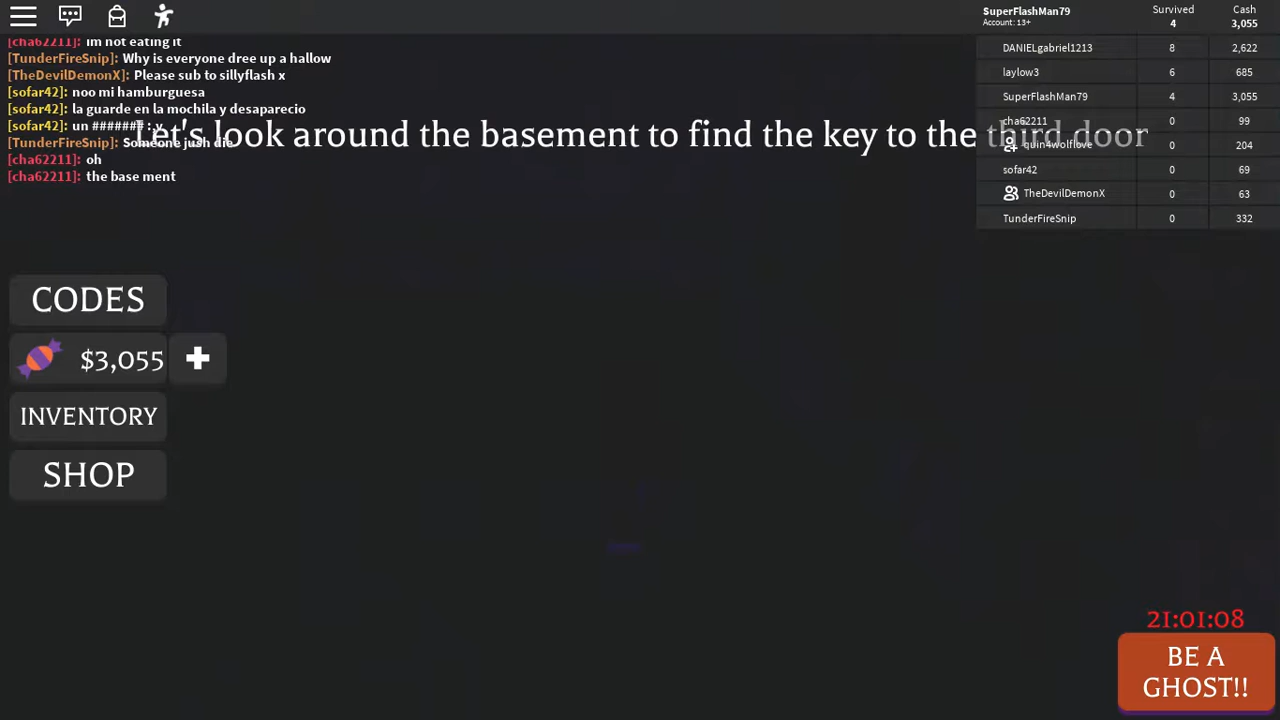 SuperFlashMan79
Account: 13+
Survived
4
Cash
3,055
DANIELgabriel1213 8 2,622
laylow3 6 685
SuperFlashMan79 4 3,055
cha62211 0 99
quin4wolflove 0 204
sofar42 0 69
TheDevilDemonX 0 63
TunderFireSnip 0 332
[cha62211]: im not eating it
[TunderFireSnip]: Why is everyone dree up a hallow
[TheDevilDemonX]: Please sub to sillyflash x
[sofar42]: noo mi hamburguesa
[sofar42]: la guarde en la mochila y desaparecio
[sofar42]: un ####### :v
[TunderFireSnip]: Someone jush die
[cha62211]: oh
[cha62211]: the base ment
Let's look around the basement to find the key to the third door
CODES
$3,055 +
INVENTORY
SHOP
21:01:08
BE A
GHOST!!